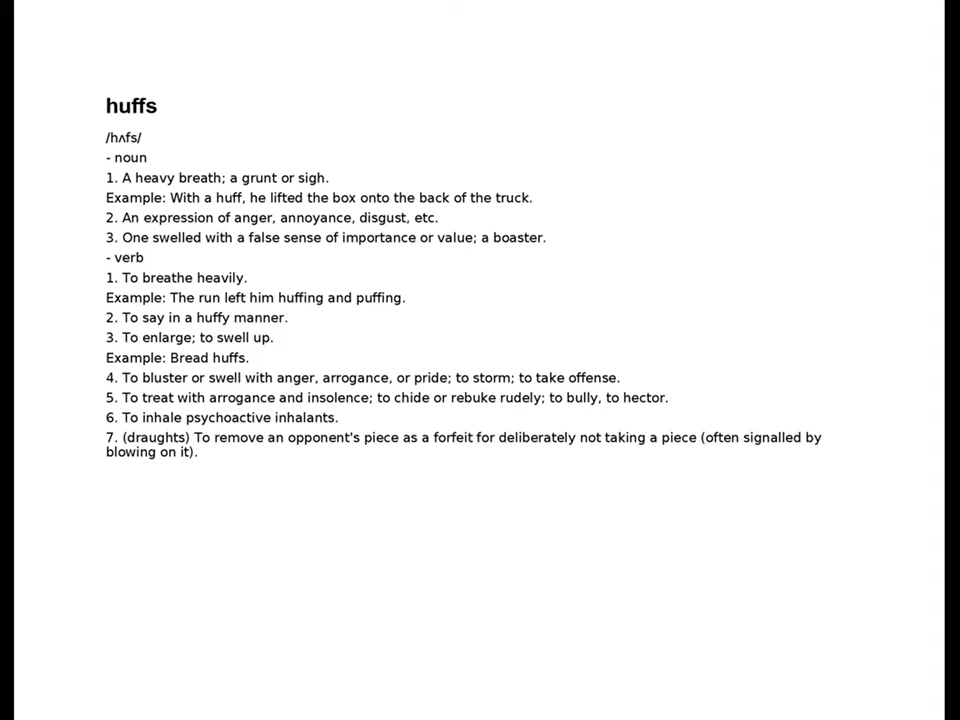 huffs
/hʌfs/
- noun
1. A heavy breath; a grunt or sigh.
Example: With a huff, he lifted the box onto the back of the truck.
2. An expression of anger, annoyance, disgust, etc.
3. One swelled with a false sense of importance or value; a boaster.
- verb
1. To breathe heavily.
Example: The run left him huffing and puffing.
2. To say in a huffy manner.
3. To enlarge; to swell up.
Example: Bread huffs.
4. To bluster or swell with anger, arrogance, or pride; to storm; to take offense.
5. To treat with arrogance and insolence; to chide or rebuke rudely; to bully, to hector.
6. To inhale psychoactive inhalants.
7. (draughts) To remove an opponent's piece as a forfeit for deliberately not taking a piece (often signalled by
blowing on it).